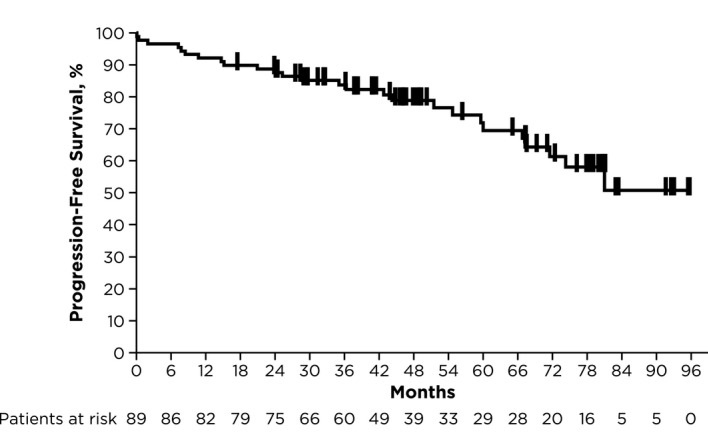 Progression-Free Survival, %
100
90
80
70
60
50
40
30
20
10
0
0 6 12 18 24 30 36 42 48 54 60 66 72 78 84 90 96
Months
Patients at risk 89 86 82 79 75 66 60 49 39 33 29 28 20 16 5 5 0